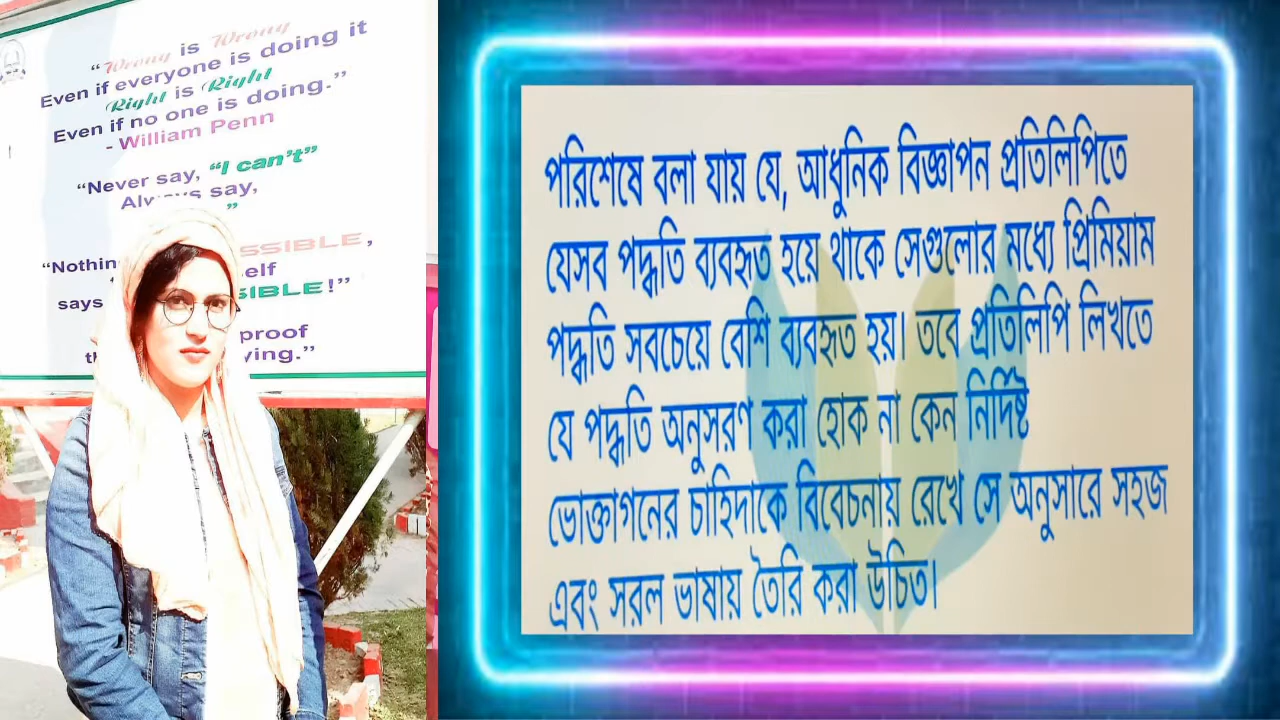 “Wrong is Wrong
Even if everyone is doing it
Right is Right
Even if no one is doing.”
- William Penn
“Never say, “I can’t”
Always say,
”
SSIBLE,
elf
says SIBLE!”
proof
ying.”
পরিশেষে বলা যায় যে, আধুনিক বিজ্ঞাপন প্রতিলিপিতে
যেসব পদ্ধতি ব্যবহৃত হয়ে থাকে সেগুলোর মধ্যে প্রিমিয়াম
পদ্ধতি সবচেয়ে বেশি ব্যবহৃত হয়। তবে প্রতিলিপি লিখতে
যে পদ্ধতি অনুসরণ করা হোক না কেন নির্দিষ্ট
ভোক্তাগনের চাহিদাকে বিবেচনায় রেখে সে অনুসারে সহজ
এবং সরল ভাষায় তৈরি করা উচিত।